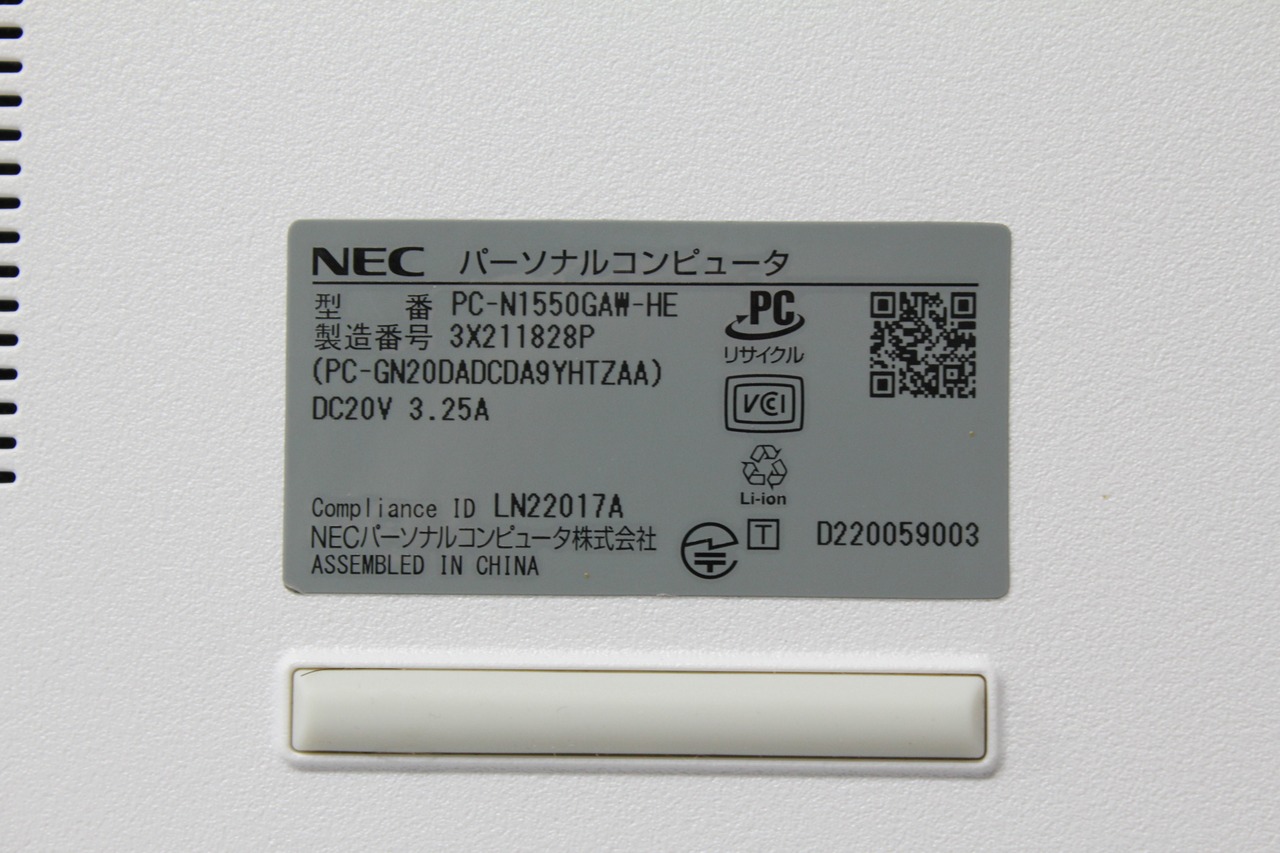 NEC パーソナルコンピュータ
型 番 PC-N1550GAW-HE
製造番号 3X211828P
(PC-GN20DADCDA9YHTZAA)
DC20V 3.25A
PC
リサイクル
VCI
Li-ion
Compliance ID LN22017A
NECパーソナルコンピュータ株式会社
ASSEMBLED IN CHINA
T D220059003